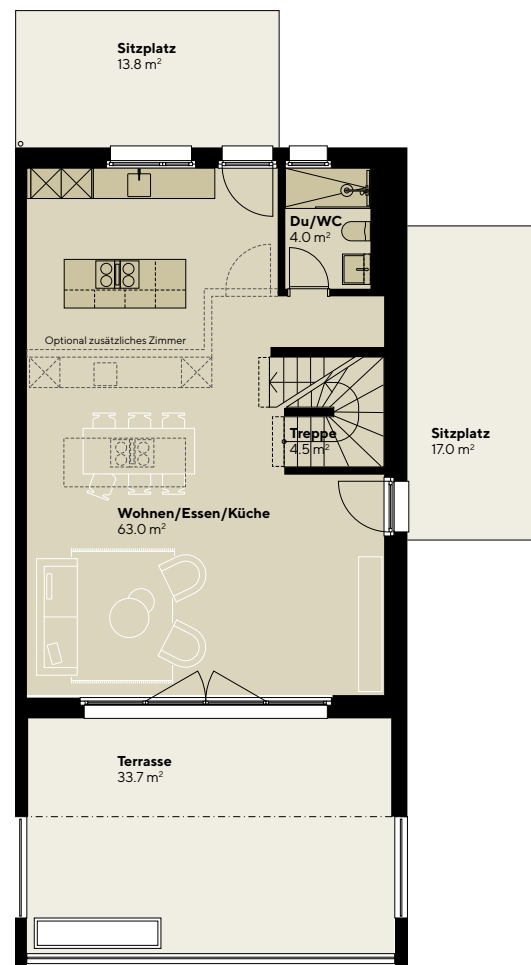 Sitzplatz
13.8 m²
Du/WC
4.0 m²
Optional zusätzliches Zimmer
Treppe
4.5 m²
Sitzplatz
17.0 m²
Wohnen/Essen/Küche
63.0 m²
Terrasse
33.7 m²